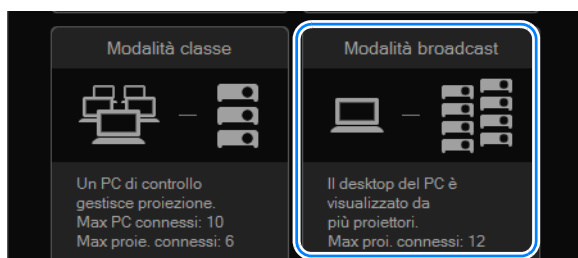 Modalità classe
Un PC di controllo
gestisce proiezione.
Max PC connessi: 10
Max proie. connessi: 6
Modalità broadcast
Il desktop del PC è
visualizzato da
più proiettori.
Max proi. connessi: 12